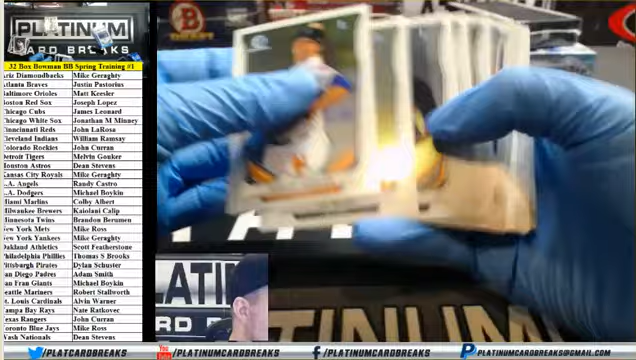 PLATINUM
CARD BREAKS
32 Box Bowman BB Spring Training #1
Ariz Diamondbacks Mike Geraghty
Atlanta Braves Justin Pastorius
Baltimore Orioles Matt Keesler
Boston Red Sox Joseph Lopez
Chicago Cubs James Leonard
Chicago White Sox Jonathan M Minney
Cincinnati Reds John LaRosa
Cleveland Indians William Ramsay
Colorado Rockies John Curran
Detroit Tigers Melvin Gouker
Houston Astros Dean Stevens
Kansas City Royals Mike Geraghty
L.A. Angels Randy Castro
L.A. Dodgers Michael Boykin
Miami Marlins Colby Albert
Milwaukee Brewers Kaiolani Calip
Minnesota Twins Brandon Berumen
New York Mets Mike Ross
New York Yankees Mike Geraghty
Oakland Athletics Scott Featherstone
Philadelphia Phillies Thomas S Brooks
Pittsburgh Pirates Dylan Schuster
San Diego Padres Adam Smith
San Fran Giants Michael Boykin
Seattle Mariners Robert Stallworth
St. Louis Cardinals Alvin Warner
Tampa Bay Rays Nate Ratkover
Texas Rangers John Curran
Toronto Blue Jays Mike Ross
Wash Nationals Dean Stevens
/PLATCARDBREAKS
You Tube /PLATINUMCARDBREAKS
/PLATINUMCARDBREAKS
PLATINUMCARDBREAKS@GMAIL.COM